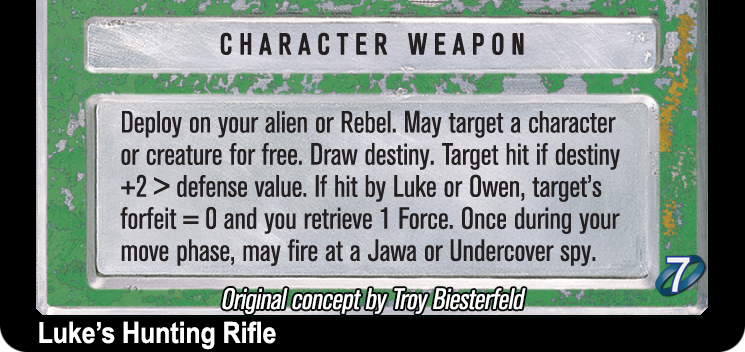 CHARACTER WEAPON
Deploy on your alien or Rebel. May target a character
or creature for free. Draw destiny. Target hit if destiny
+2 > defense value. If hit by Luke or Owen, target's
forfeit = 0 and you retrieve 1 Force. Once during your
move phase, may fire at a Jawa or Undercover spy.
7
Original concept by Troy Biesterfeld
Luke's Hunting Rifle